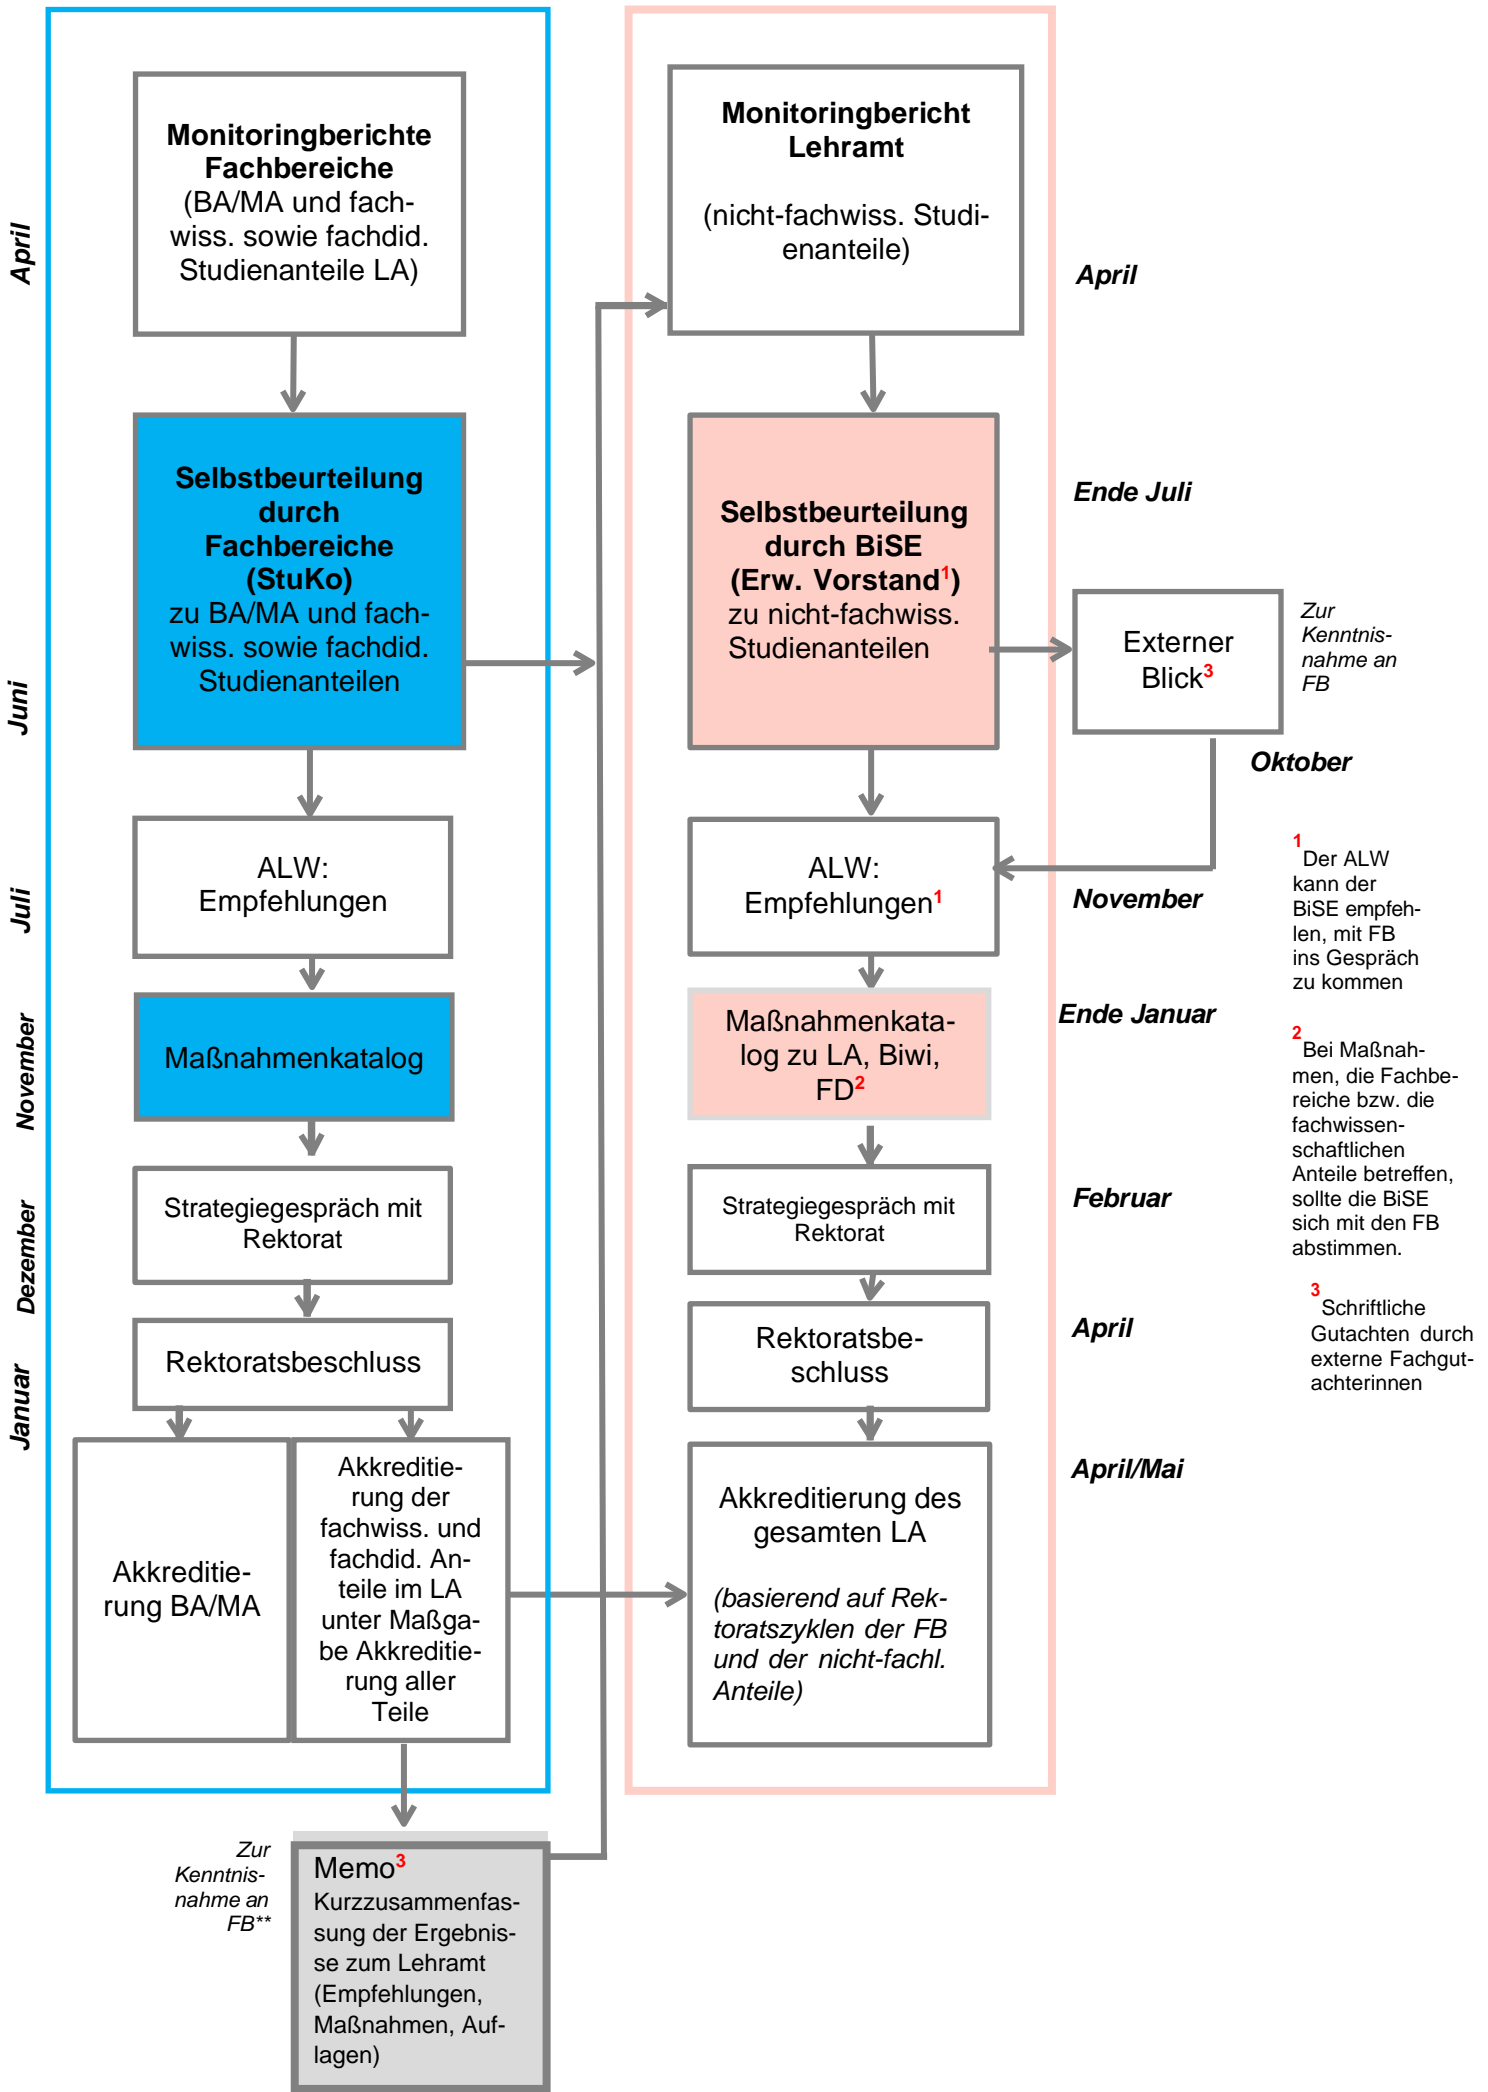 April
Monitoringberichte
Fachbereiche
(BA/MA und fach-
wiss. sowie fachdid.
Studienanteile LA)
Juni
Selbstbeurteilung
durch
Fachbereiche
(StuKo)
zu BA/MA und fach-
wiss. sowie fachdid.
Studienanteilen
Juli
ALW:
Empfehlungen
November
Maßnahmenkatalog
Dezember
Strategiegespräch mit
Rektorat
Januar
Rektoratsbeschluss
Akkreditie-
rung BA/MA
Akkreditie-
rung der
fachwiss. und
fachdid. An-
teile im LA
unter Maßga-
be Akkreditie-
rung aller
Teile
Zur
Kenntnis-
nahme an
FB**
Memo3
Kurzzusammenfas-
sung der Ergebnis-
se zum Lehramt
(Empfehlungen,
Maßnahmen, Auf-
lagen)
Monitoringbericht
Lehramt
(nicht-fachwiss. Studi-
enanteile)
April
Selbstbeurteilung
durch BiSE
(Erw. Vorstand1)
zu nicht-fachwiss.
Studienanteilen
Ende Juli
Externer
Blick3
Zur
Kenntnis-
nahme an
FB
Oktober
ALW:
Empfehlungen1
November
Maßnahmenkata-
log zu LA, Biwi,
FD2
Ende Januar
Strategiegespräch mit
Rektorat
Februar
Rektoratsbe-
schluss
April
Akkreditierung des
gesamten LA
(basierend auf Rek-
toratszyklen der FB
und der nicht-fachl.
Anteile)
April/Mai
1
Der ALW
kann der
BiSE empfeh-
len, mit FB
ins Gespräch
zu kommen
2
Bei Maßnah-
men, die Fachbe-
reiche bzw. die
fachwissen-
schaftlichen
Anteile betreffen,
sollte die BiSE
sich mit den FB
abstimmen.
3
Schriftliche
Gutachten durch
externe Fachgut-
achterinnen